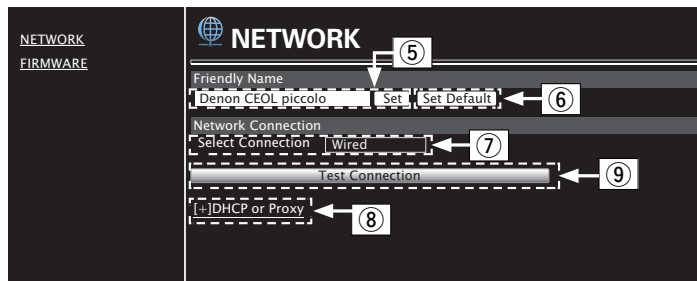 NETWORK
FIRMWARE
NETWORK
⑤
Friendly Name
Denon CEOL piccolo Set Set Default ⑥
Network Connection
Select Connection Wired ⑦
Test Connection ⑨
[+]DHCP or Proxy ⑧